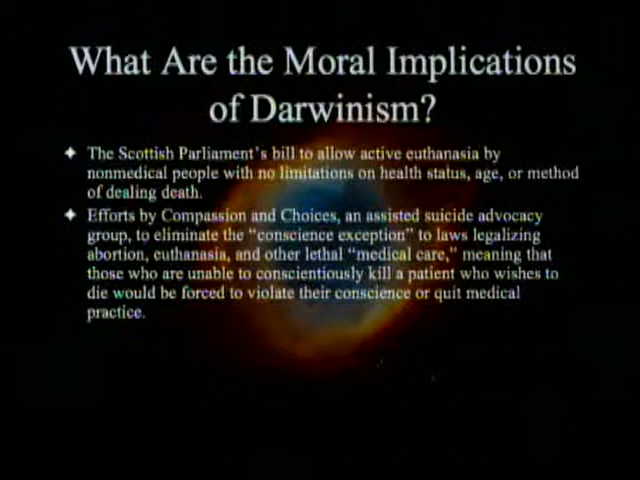 What Are the Moral Implications
of Darwinism?
✦ The Scottish Parliament's bill to allow active euthanasia by
nonmedical people with no limitations on health status, age, or method
of dealing death.
✦ Efforts by Compassion and Choices, an assisted suicide advocacy
group, to eliminate the "conscience exception" to laws legalizing
abortion, euthanasia, and other lethal "medical care," meaning that
those who are unable to conscientiously kill a patient who wishes to
die would be forced to violate their conscience or quit medical
practice.